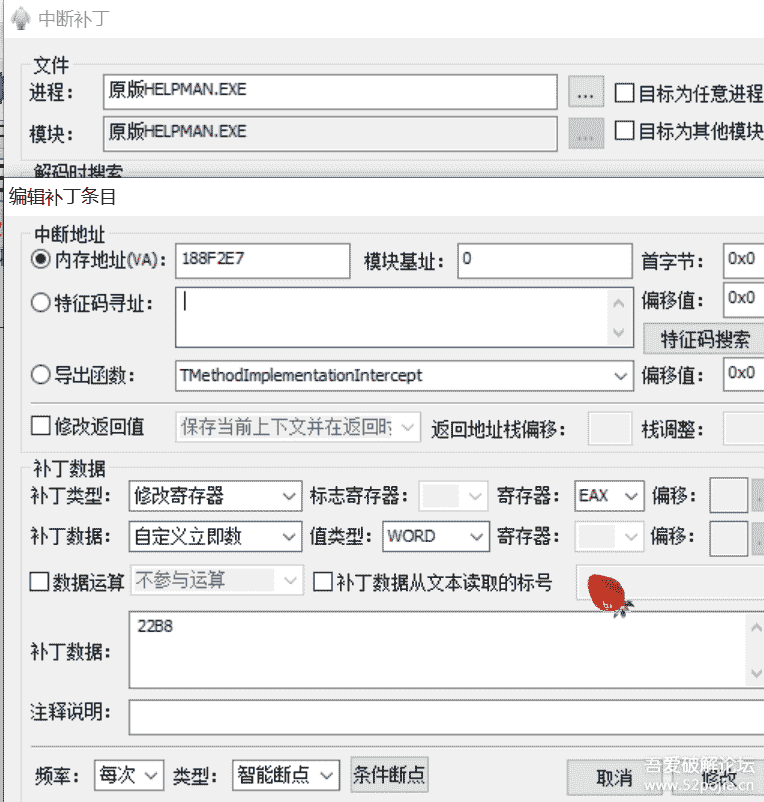 中断补丁
文件
进程： 原版HELPMAN.EXE ... 目标为任意进程
模块： 原版HELPMAN.EXE ... 目标为其他模块
解码时搜索
编辑补丁条目
中断地址
内存地址(VA)： 188F2E7 模块基址： 0 首字节： 0x0
特征码寻址： 偏移值： 0x0
特征码搜索
导出函数： TMethodImplementationIntercept 偏移值： 0x0
修改返回值 保存当前上下文并在返回时 返回地址栈偏移： 栈调整：
补丁数据
补丁类型： 修改寄存器 标志寄存器： 寄存器： EAX 偏移：
补丁数据： 自定义立即数 值类型： WORD 寄存器： 偏移：
数据运算 不参与运算 补丁数据从文本读取的标号
补丁数据： 22B8
注释说明：
频率： 每次 类型： 智能断点 条件断点 取消 修改
吾爱破解论坛
www.52pojie.cn